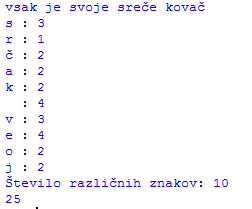 vsak je svoje sreče kovač
s : 3
r : 1
č : 2
a : 2
k : 2
  : 4
v : 3
e : 4
o : 2
j : 2
Število različnih znakov: 10
25